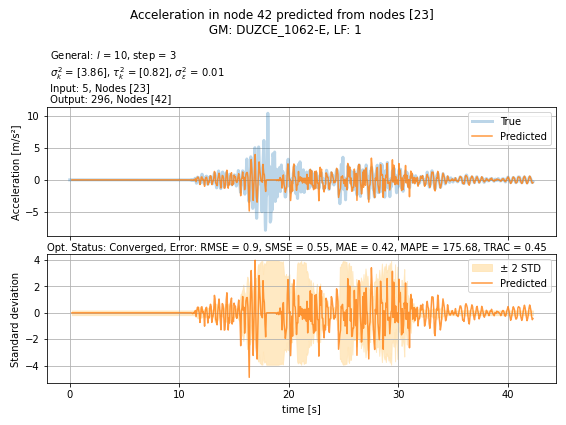 Acceleration in node 42 predicted from nodes [23]
GM: DUZCE_1062-E, LF: 1
General: l = 10, step = 3
σ²ₖ = [3.86], τ²ₖ = [0.82], σ²ε = 0.01
Input: 5, Nodes [23]
Output: 296, Nodes [42]
10
5
0
−5
Acceleration [m/s²]
True
Predicted
Opt. Status: Converged, Error: RMSE = 0.9, SMSE = 0.55, MAE = 0.42, MAPE = 175.68, TRAC = 0.45
4
2
0
−2
−4
Standard deviation
± 2 STD
Predicted
0 10 20 30 40
time [s]